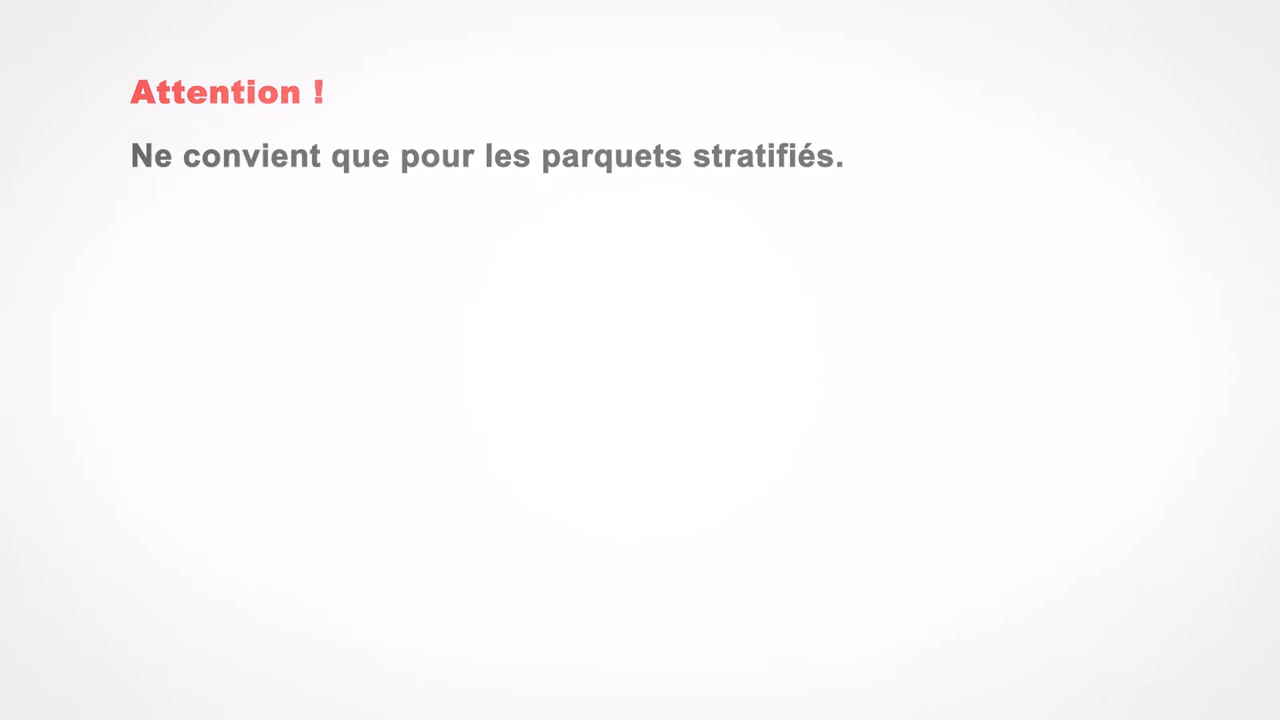 Attention !
Ne convient que pour les parquets stratifiés.